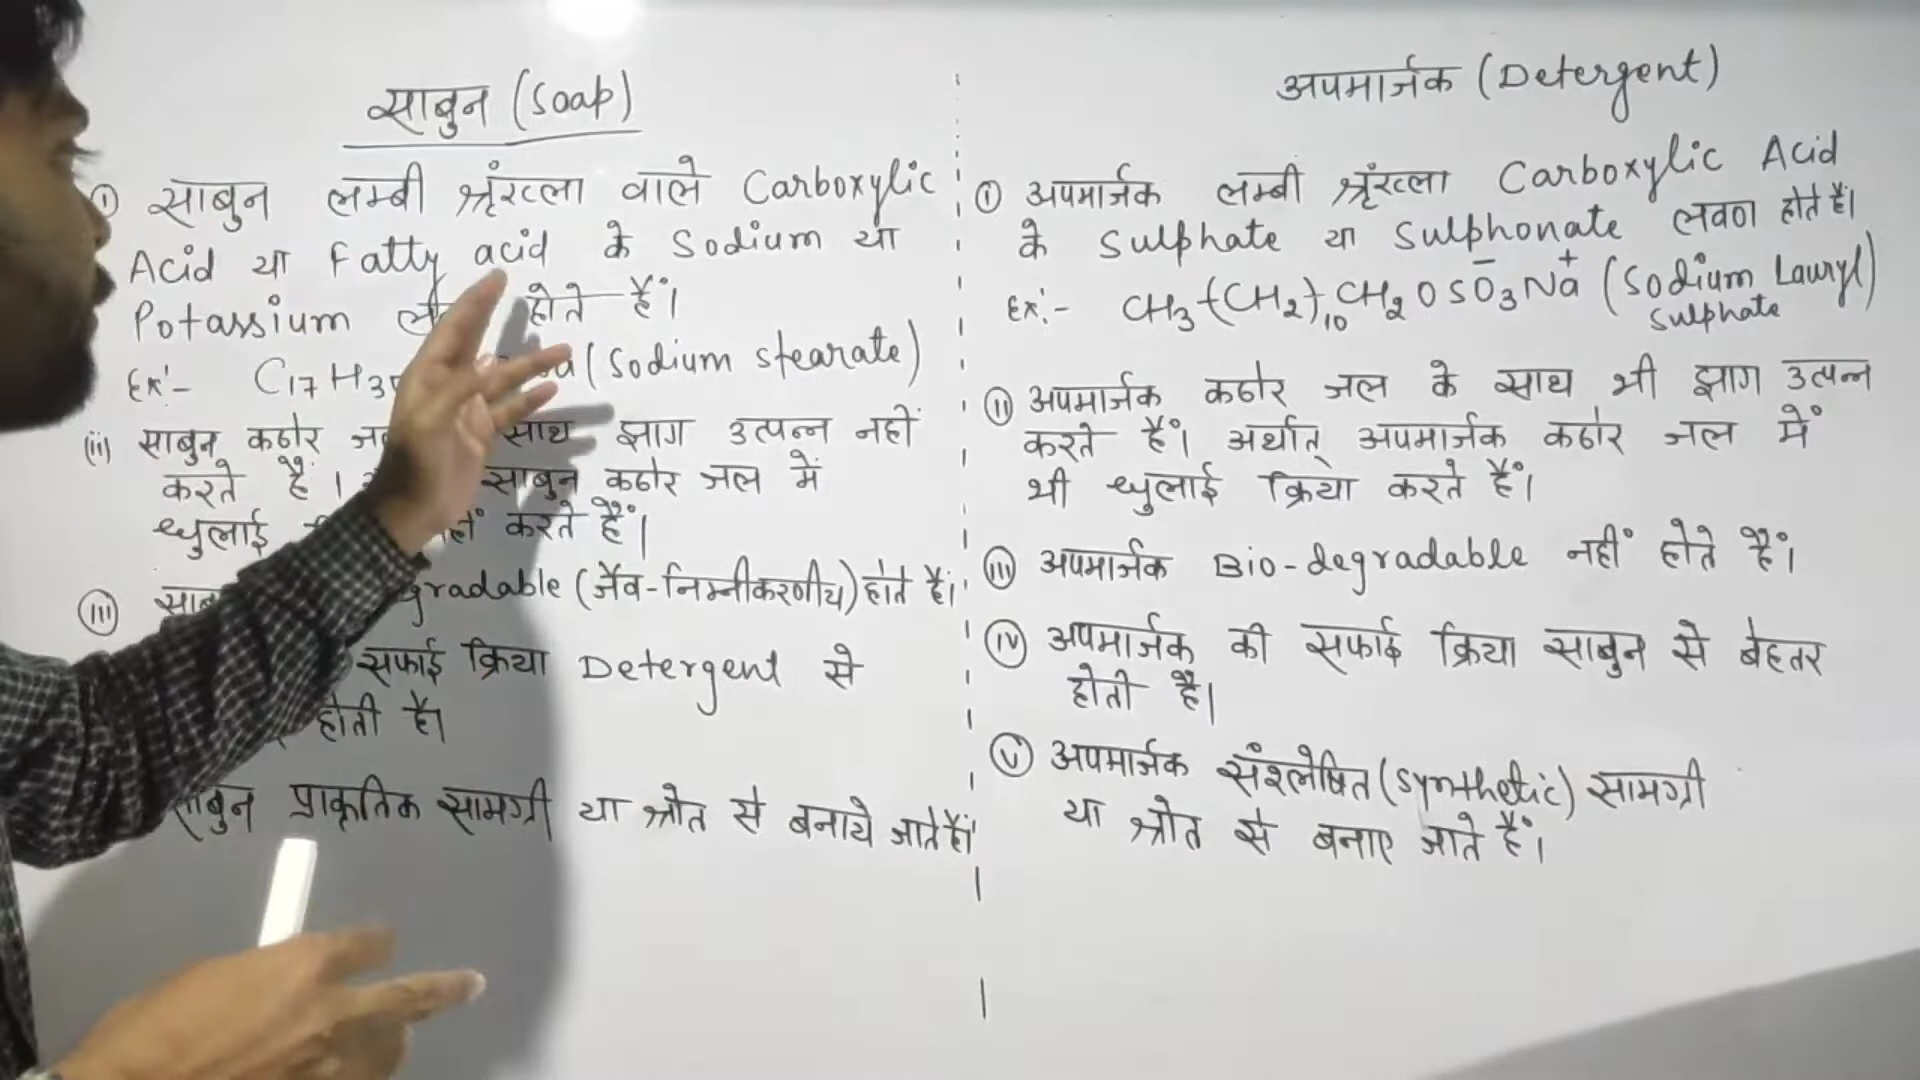 साबुन (Soap)
① साबुन लम्बी श्रृंखला वाले Carboxylic
Acid या Fatty acid के Sodium या
Potassium होते हैं।
Ex:- C17H35 (Sodium stearate)
(ii) साबुन कठोर साथ झाग उत्पन्न नहीं
करते हैं । साबुन कठोर जल में
धुलाई करते हैं।
(iii) gradable (जैव-निम्नीकरणीय) होते हैं।
सफाई क्रिया Detergent से
होती है।
साबुन प्राकृतिक सामग्री या श्रोत से बनाये जाते हैं।
अपमार्जक (Detergent)
① अपमार्जक लम्बी श्रृंखला Carboxylic Acid
के Sulphate या Sulphonate लवण होते हैं।
Ex:- CH3-(CH2)10CH2OSO3⁻Na⁺ (Sodium Lauryl
Sulphate)
(ii) अपमार्जक कठोर जल के साथ भी झाग उत्पन्न
करते हैं। अर्थात् अपमार्जक कठोर जल में
भी धुलाई क्रिया करते हैं।
(iii) अपमार्जक Bio-degradable नहीं होते हैं।
(iv) अपमार्जक की सफाई क्रिया साबुन से बेहतर
होती है।
(v) अपमार्जक संश्लेषित (Synthetic) सामग्री
या श्रोत से बनाए जाते हैं।